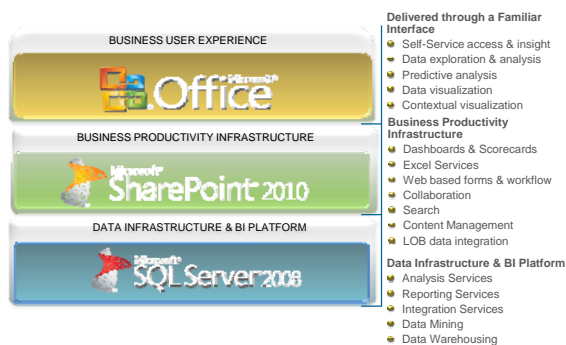 BUSINESS USER EXPERIENCE
Microsoft
Office
BUSINESS PRODUCTIVITY INFRASTRUCTURE
Microsoft
SharePoint 2010
DATA INFRASTRUCTURE & BI PLATFORM
Microsoft
SQL Server 2008
Delivered through a Familiar
Interface
Self-Service access & insight
Data exploration & analysis
Predictive analysis
Data visualization
Contextual visualization
Business Productivity
Infrastructure
Dashboards & Scorecards
Excel Services
Web based forms & workflow
Collaboration
Search
Content Management
LOB data integration
Data Infrastructure & BI Platform
Analysis Services
Reporting Services
Integration Services
Data Mining
Data Warehousing